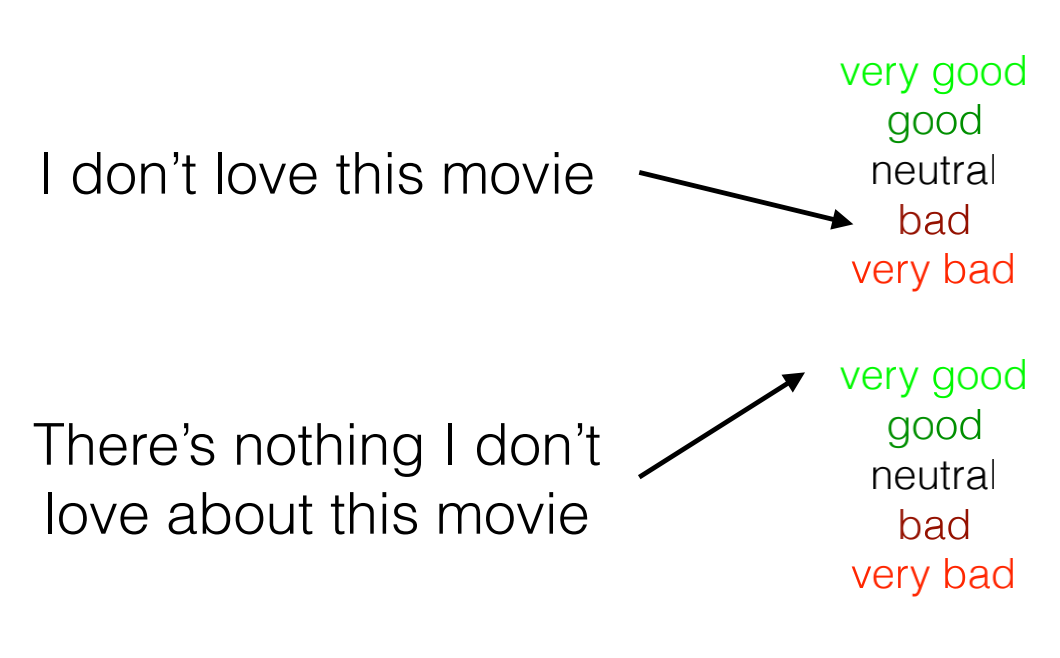 very good
good
I don’t love this movie
neutral
bad
very bad
very good
good
There’s nothing I don’t
love about this movie
neutral
bad
very bad